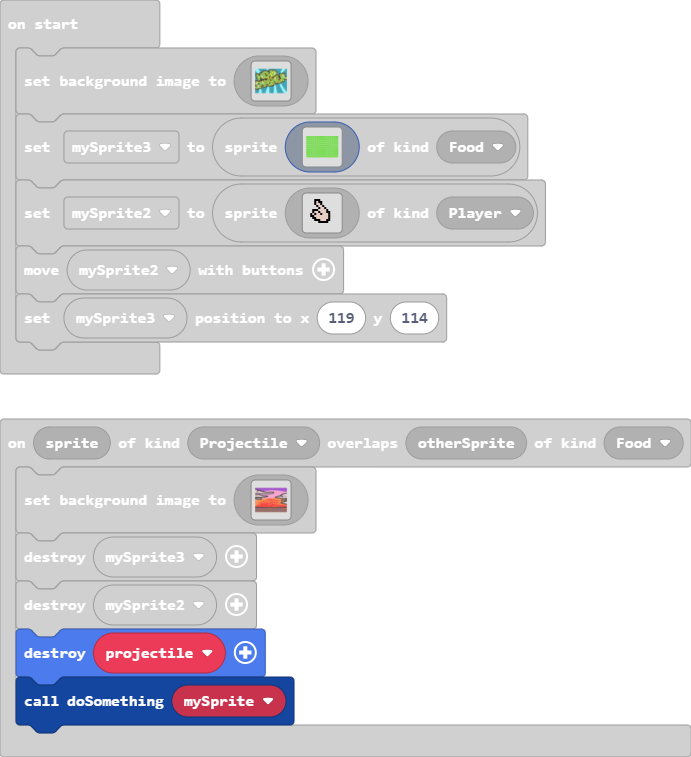 on start
set background image to
set mySprite3 to sprite of kind Food
set mySprite2 to sprite of kind Player
move mySprite2 with buttons
set mySprite3 position to x 119 y 114
on sprite of kind Projectile overlaps otherSprite of kind Food
set background image to
destroy mySprite3
destroy mySprite2
destroy projectile
call doSomething mySprite